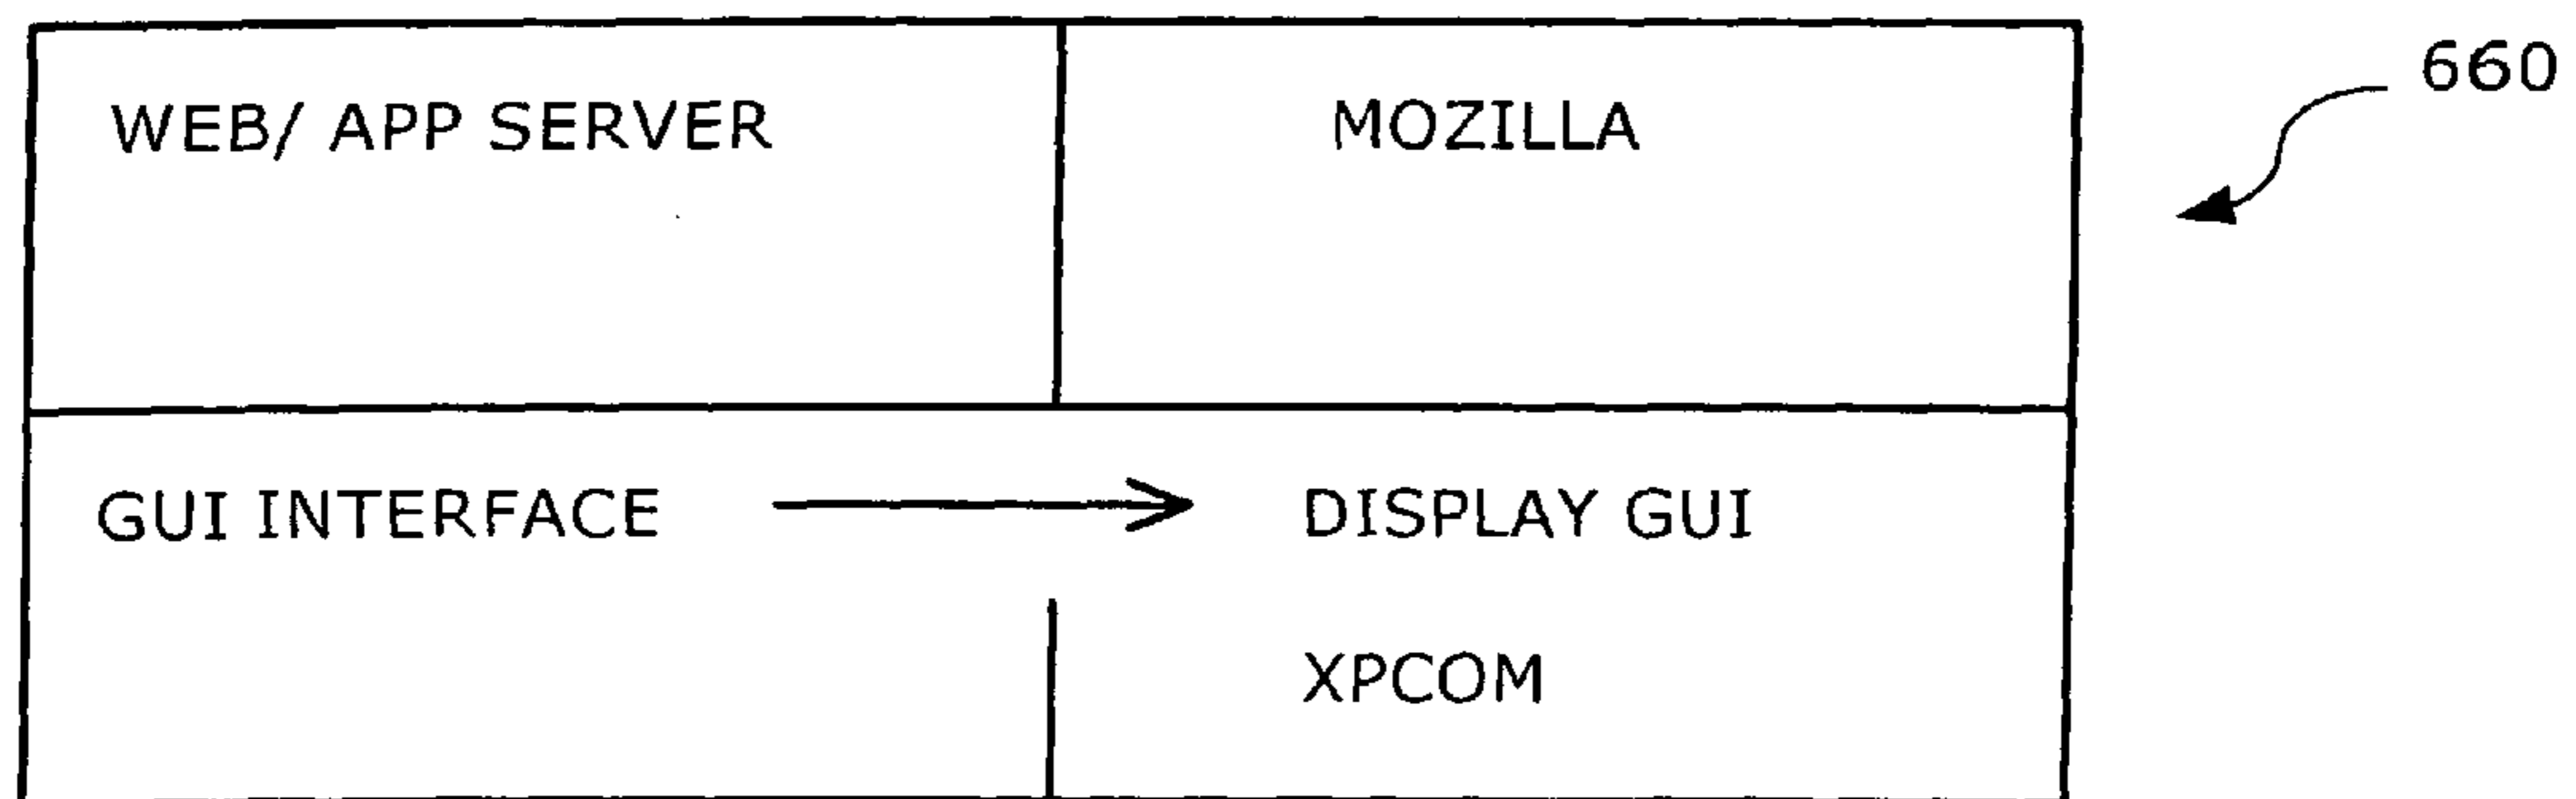 WEB/ APP SERVER
MOZILLA
660
GUI INTERFACE
DISPLAY GUI
XPCOM